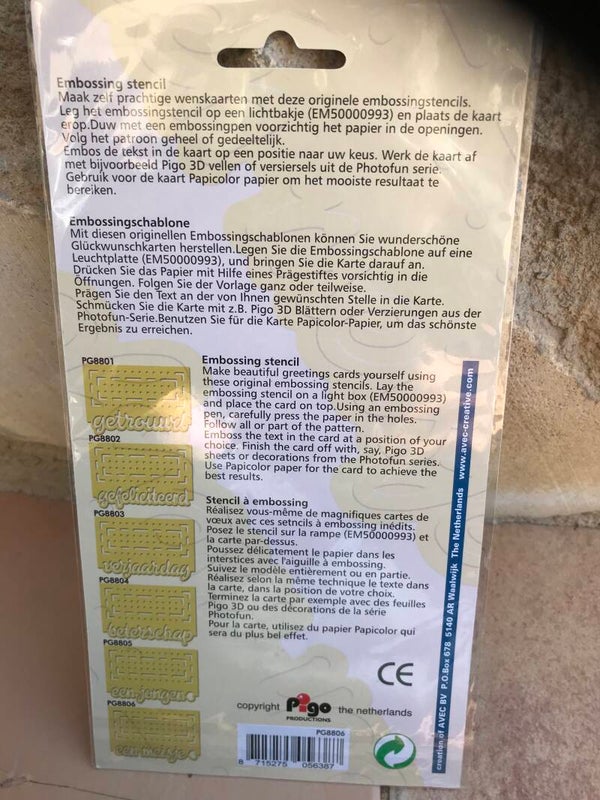 Embossing stencil
Maak zelf prachtige wenskaarten met deze originele embossingstencils.
Leg het embossingstencil op een lichtbakje (EM50000993) en plaats de kaart
erop.Duw met een embossingpen voorzichtig het papier in de openingen.
Volg het patroon geheel of gedeeltelijk.
Embos de tekst in de kaart op een positie naar uw keus. Werk de kaart af
met bijvoorbeeld Pigo 3D vellen of versiersels uit de Photofun serie.
Gebruik voor de kaart Papicolor papier om het mooiste resultaat te
bereiken.
Embossingschablone
Mit diesen originellen Embossingschablonen können Sie wunderschöne
Glückwunschkarten herstellen.Legen Sie die Embossingschablone auf eine
Leuchtplatte (EM50000993), und bringen Sie die Karte darauf an.
Drücken Sie das Papier mit Hilfe eines Prägestiftes vorsichtig in die
Öffnungen. Folgen Sie der Vorlage ganz oder teilweise.
Prägen Sie den Text an der von Ihnen gewünschten Stelle in die Karte.
Schmücken Sie die Karte mit z.B. Pigo 3D Blättern oder Verzierungen aus der
Photofun-Serie.Benutzen Sie für die Karte Papicolor-Papier, um das schönste
Ergebnis zu erreichen.
PG8801
getrouwd
PG8802
gefeliciteerd
PG8803
verjaardag
PG8804
beterschap
PG8805
een jongen
PG8806
een meisje
Embossing stencil
Make beautiful greetings cards yourself using
these original embossing stencils. Lay the
embossing stencil on a light box (EM50000993)
and place the card on top.Using an embossing
pen, carefully press the paper in the holes.
Follow all or part of the pattern.
Emboss the text in the card at a position of your
choice. Finish the card off with, say, Pigo 3D
sheets or decorations from the Photofun series.
Use Papicolor paper for the card to achieve the
best results.
Stencil à embossing
Réalisez vous-même de magnifiques cartes de
vœux avec ces setncils à embossing inédits.
Posez le stencil sur la rampe (EM50000993) et
la carte par-dessus.
Poussez délicatement le papier dans les
interstices avec l'aiguille à embossing.
Suivez le modèle entièrement ou en partie.
Réalisez selon la même technique le texte dans
la carte, dans la position de votre choix.
Terminez la carte par exemple avec des feuilles
Pigo 3D ou des décorations de la série
Photofun.
Pour la carte, utilisez du papier Papicolor qui
sera du plus bel effet.
CE
copyright Pigo the netherlands
PRODUCTIONS
PG8806
8 715275 056387
creation of AVEC BV P.O.Box 678 5140 AR Waalwijk The Netherlands www.avec-creative.com